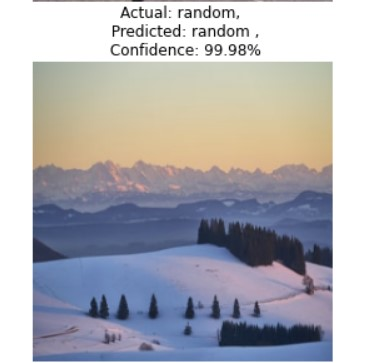 Actual: random,
Predicted: random ,
Confidence: 99.98%